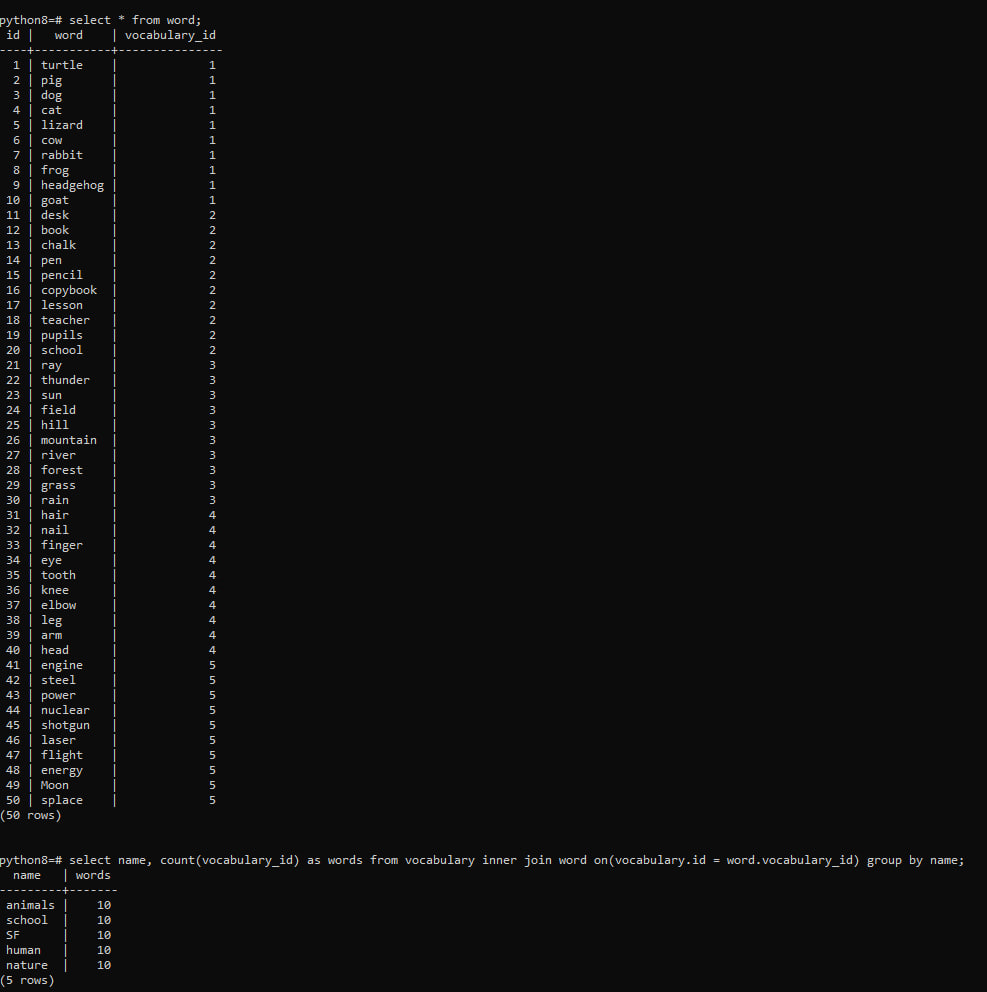 python8=# select * from word;
 id |   word    | vocabulary_id
----+-----------+---------------
  1 | turtle    |             1
  2 | pig       |             1
  3 | dog       |             1
  4 | cat       |             1
  5 | lizard    |             1
  6 | cow       |             1
  7 | rabbit    |             1
  8 | frog      |             1
  9 | headgehog |             1
 10 | goat      |             1
 11 | desk      |             2
 12 | book      |             2
 13 | chalk     |             2
 14 | pen       |             2
 15 | pencil    |             2
 16 | copybook  |             2
 17 | lesson    |             2
 18 | teacher   |             2
 19 | pupils    |             2
 20 | school    |             2
 21 | ray       |             3
 22 | thunder   |             3
 23 | sun       |             3
 24 | field     |             3
 25 | hill      |             3
 26 | mountain  |             3
 27 | river     |             3
 28 | forest    |             3
 29 | grass     |             3
 30 | rain      |             3
 31 | hair      |             4
 32 | nail      |             4
 33 | finger    |             4
 34 | eye       |             4
 35 | tooth     |             4
 36 | knee      |             4
 37 | elbow     |             4
 38 | leg       |             4
 39 | arm       |             4
 40 | head      |             4
 41 | engine    |             5
 42 | steel     |             5
 43 | power     |             5
 44 | nuclear   |             5
 45 | shotgun   |             5
 46 | laser     |             5
 47 | flight    |             5
 48 | energy    |             5
 49 | Moon      |             5
 50 | splace    |             5
(50 rows)
python8=# select name, count(vocabulary_id) as words from vocabulary inner join word on(vocabulary.id = word.vocabulary_id) group by name;
  name   | words
---------+-------
 animals |    10
 school  |    10
 SF      |    10
 human   |    10
 nature  |    10
(5 rows)